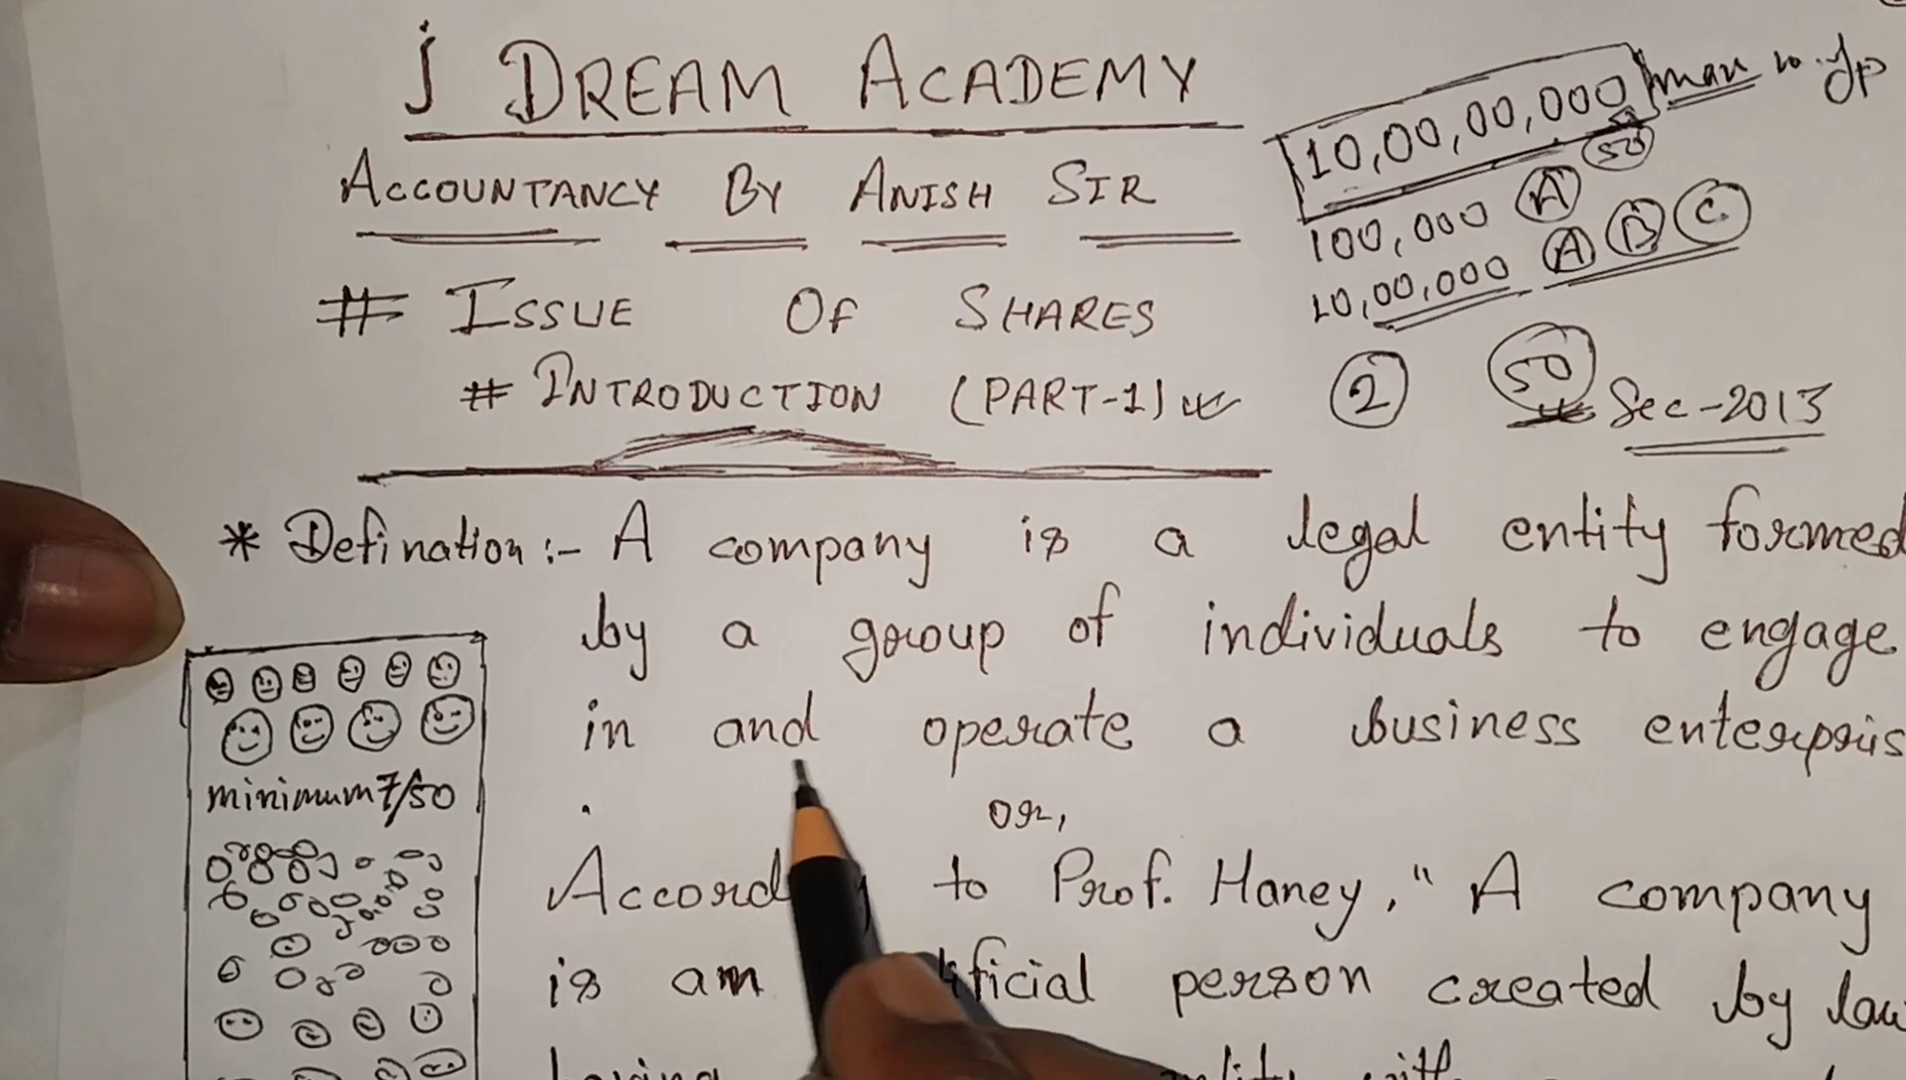 j DREAM ACADEMY
ACCOUNTANCY BY ANISH SIR
# ISSUE OF SHARES
# INTRODUCTION (PART-1)
10,00,00,000
50
100,000 A
10,00,000 A B C
2 50 Sec-2013
* Defination :- A company is a legal entity formed
by a group of individuals to engage
in and operate a business enterpris
.
or,
Accord to Prof. Haney, " A company
is an ificial person created by law
minimum 7/50